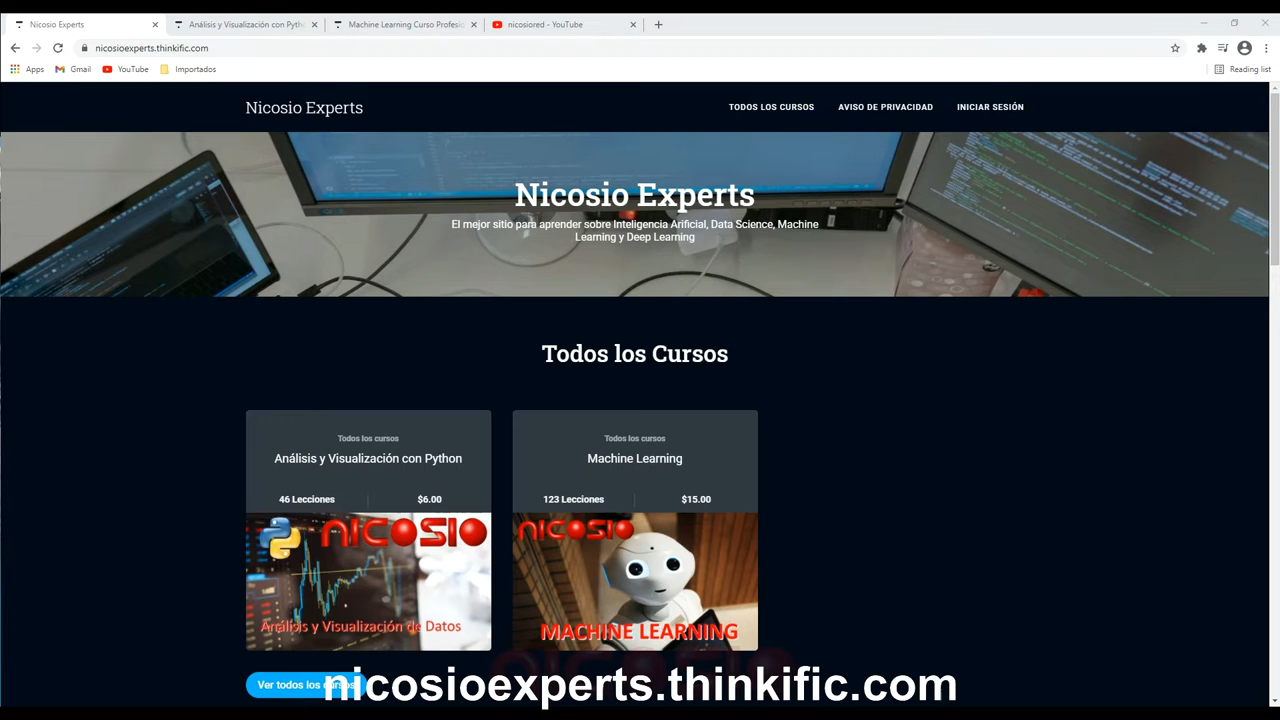 Nicosio Experts
Análisis y Visualización con Pyth
Machine Learning Curso Profesio
nicosiored - YouTube
nicosioexperts.thinkific.com
Apps
Gmail
YouTube
Importados
Reading list
Nicosio Experts
TODOS LOS CURSOS
AVISO DE PRIVACIDAD
INICIAR SESIÓN
Nicosio Experts
El mejor sitio para aprender sobre Inteligencia Arificial, Data Science, Machine
Learning y Deep Learning
Todos los Cursos
Todos los cursos
Análisis y Visualización con Python
46 Lecciones
$6.00
NICOSIO
Análisis y Visualización de Datos
Todos los cursos
Machine Learning
123 Lecciones
$15.00
NICOSIO
MACHINE LEARNING
Ver todos los cursos
nicosioexperts.thinkific.com